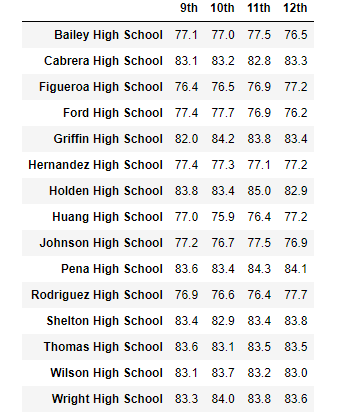 9th 10th 11th 12th
Bailey High School 77.1 77.0 77.5 76.5
Cabrera High School 83.1 83.2 82.8 83.3
Figueroa High School 76.4 76.5 76.9 77.2
Ford High School 77.4 77.7 76.9 76.2
Griffin High School 82.0 84.2 83.8 83.4
Hernandez High School 77.4 77.3 77.1 77.2
Holden High School 83.8 83.4 85.0 82.9
Huang High School 77.0 75.9 76.4 77.2
Johnson High School 77.2 76.7 77.5 76.9
Pena High School 83.6 83.4 84.3 84.1
Rodriguez High School 76.9 76.6 76.4 77.7
Shelton High School 83.4 82.9 83.4 83.8
Thomas High School 83.6 83.1 83.5 83.5
Wilson High School 83.1 83.7 83.2 83.0
Wright High School 83.3 84.0 83.8 83.6